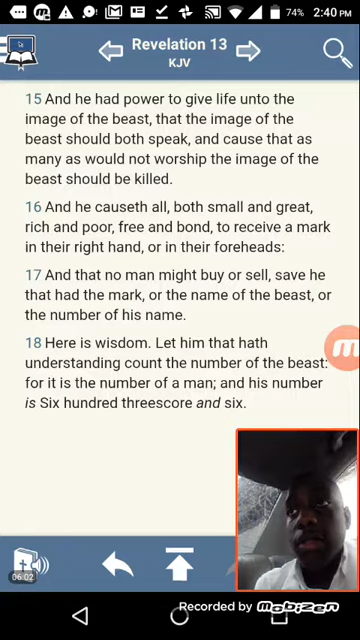 74% 2:40 PM
Revelation 13
KJV
15 And he had power to give life unto the
image of the beast, that the image of the
beast should both speak, and cause that as
many as would not worship the image of the
beast should be killed.
16 And he causeth all, both small and great,
rich and poor, free and bond, to receive a mark
in their right hand, or in their foreheads:
17 And that no man might buy or sell, save he
that had the mark, or the name of the beast, or
the number of his name.
18 Here is wisdom. Let him that hath
understanding count the number of the beast:
for it is the number of a man; and his number
is Six hundred threescore and six.
06:02
Recorded by mobizen